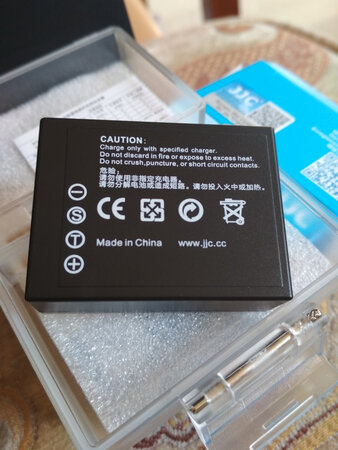 CAUTION:
Charge only with specified charger.
Do not discard in fire or expose to excess heat.
Do not crush,puncture, or short circuit contacts.
危险:
请勿使用非指定充电器。
请勿分解电池或造成短路。请勿投入火中或加热。
S
T
CE
Made in China www.jjc.cc
JJC